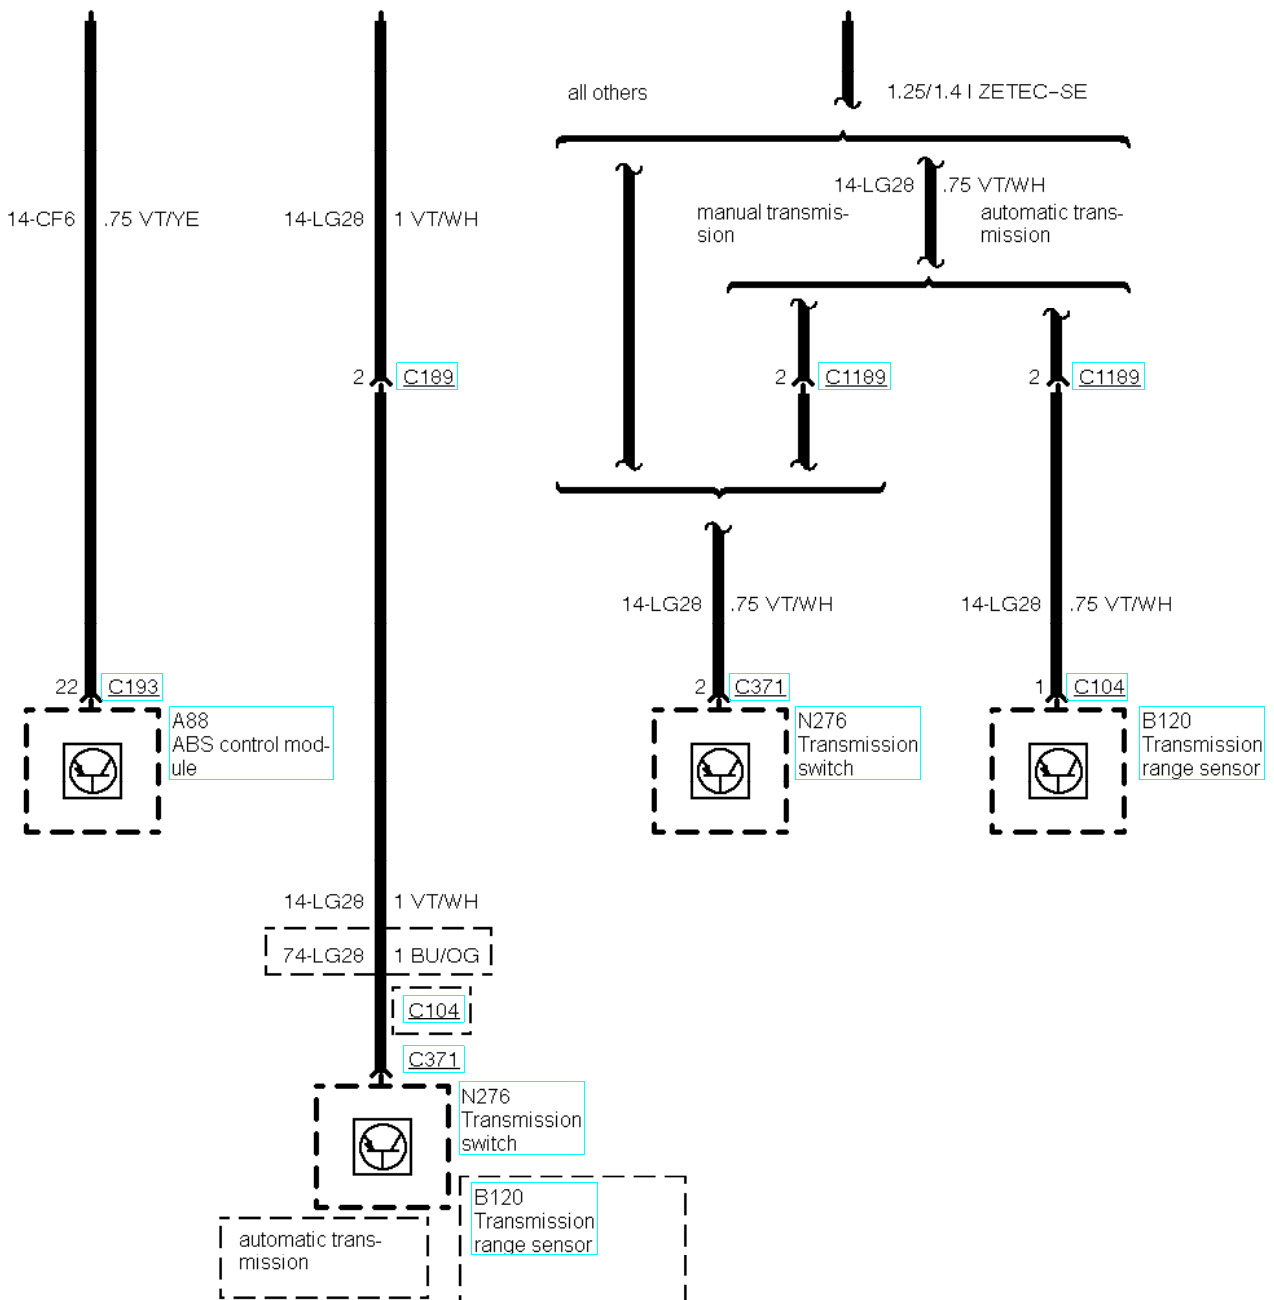 all others
1.25/1.4 l ZETEC-SE
14-LG28 .75 VT/WH
manual transmis-
sion
automatic trans-
mission
14-CF6 .75 VT/YE
14-LG28 1 VT/WH
2 C189
2 C1189
2 C1189
14-LG28 .75 VT/WH
14-LG28 .75 VT/WH
22 C193
2 C371
1 C104
A88
ABS control mod-
ule
N276
Transmission
switch
B120
Transmission
range sensor
14-LG28 1 VT/WH
74-LG28 1 BU/OG
C104
C371
N276
Transmission
switch
B120
Transmission
range sensor
automatic trans-
mission